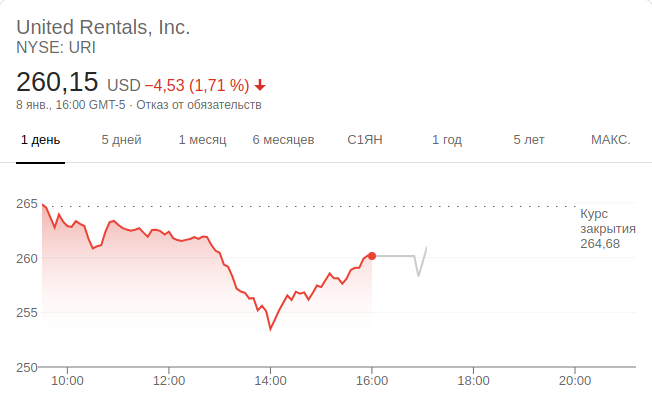 United Rentals, Inc.
NYSE: URI
260,15 USD −4,53 (1,71 %)
8 янв., 16:00 GMT-5 · Отказ от обязательств
1 день 5 дней 1 месяц 6 месяцев С1ЯН 1 год 5 лет МАКС.
265
Курс
закрытия
264,68
260
255
250
10:00 12:00 14:00 16:00 18:00 20:00